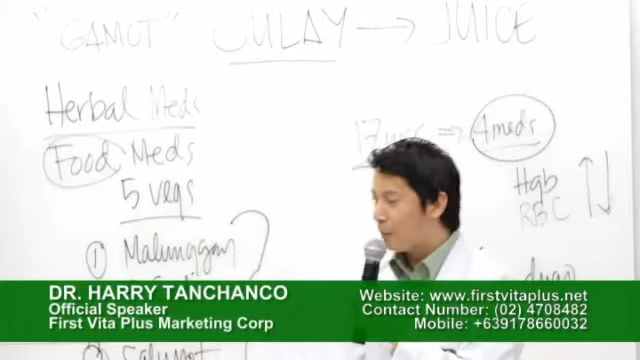 "GAMOT" GULAY → JUICE
Herbal Meds
Food Meds
5 vegs
17 ⇒ 4 meds
Hgb
RBC
① Malunggay
DR. HARRY TANCHANCO
Official Speaker
First Vita Plus Marketing Corp
Website: www.firstvitaplus.net
Contact Number: (02) 4708482
Mobile: +639178660032